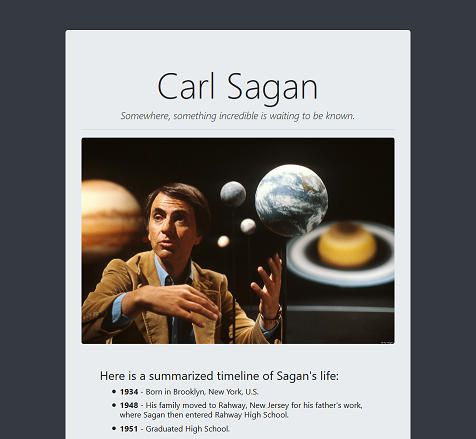 Carl Sagan
Somewhere, something incredible is waiting to be known.
Here is a summarized timeline of Sagan's life:
• 1934 - Born in Brooklyn, New York, U.S.
• 1948 - His family moved to Rahway, New Jersey for his father's work,
where Sagan then entered Rahway High School.
• 1951 - Graduated High School.